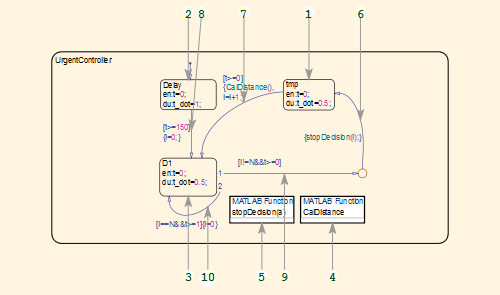 2 8 7 1 6
UrgentController
Delay
en:t=0;
du:t_dot=1;
[t>=0]
{CalDistance();
i=i+1;}
tmp
en:t=0;
du:t_dot=0.5;
[t>=150]
{i=0;}
{stopDecision(i);}
D1
en:t=0;
du:t_dot=0.5;
1
2
[i!=N&&t>=0]
MATLAB Function
stopDecision(a)
MATLAB Function
CalDistance
[i==N&&t>=1]{i=0}
3 10 5 9 4